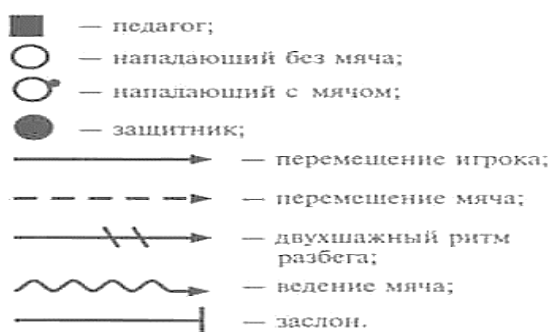 — педагог;
— нападающий без мяча;
— нападающий с мячом;
— защитник;
— перемещение игрока;
— перемещение мяча;
— двухшажный ритм
разбега;
— ведение мяча;
— заслон.